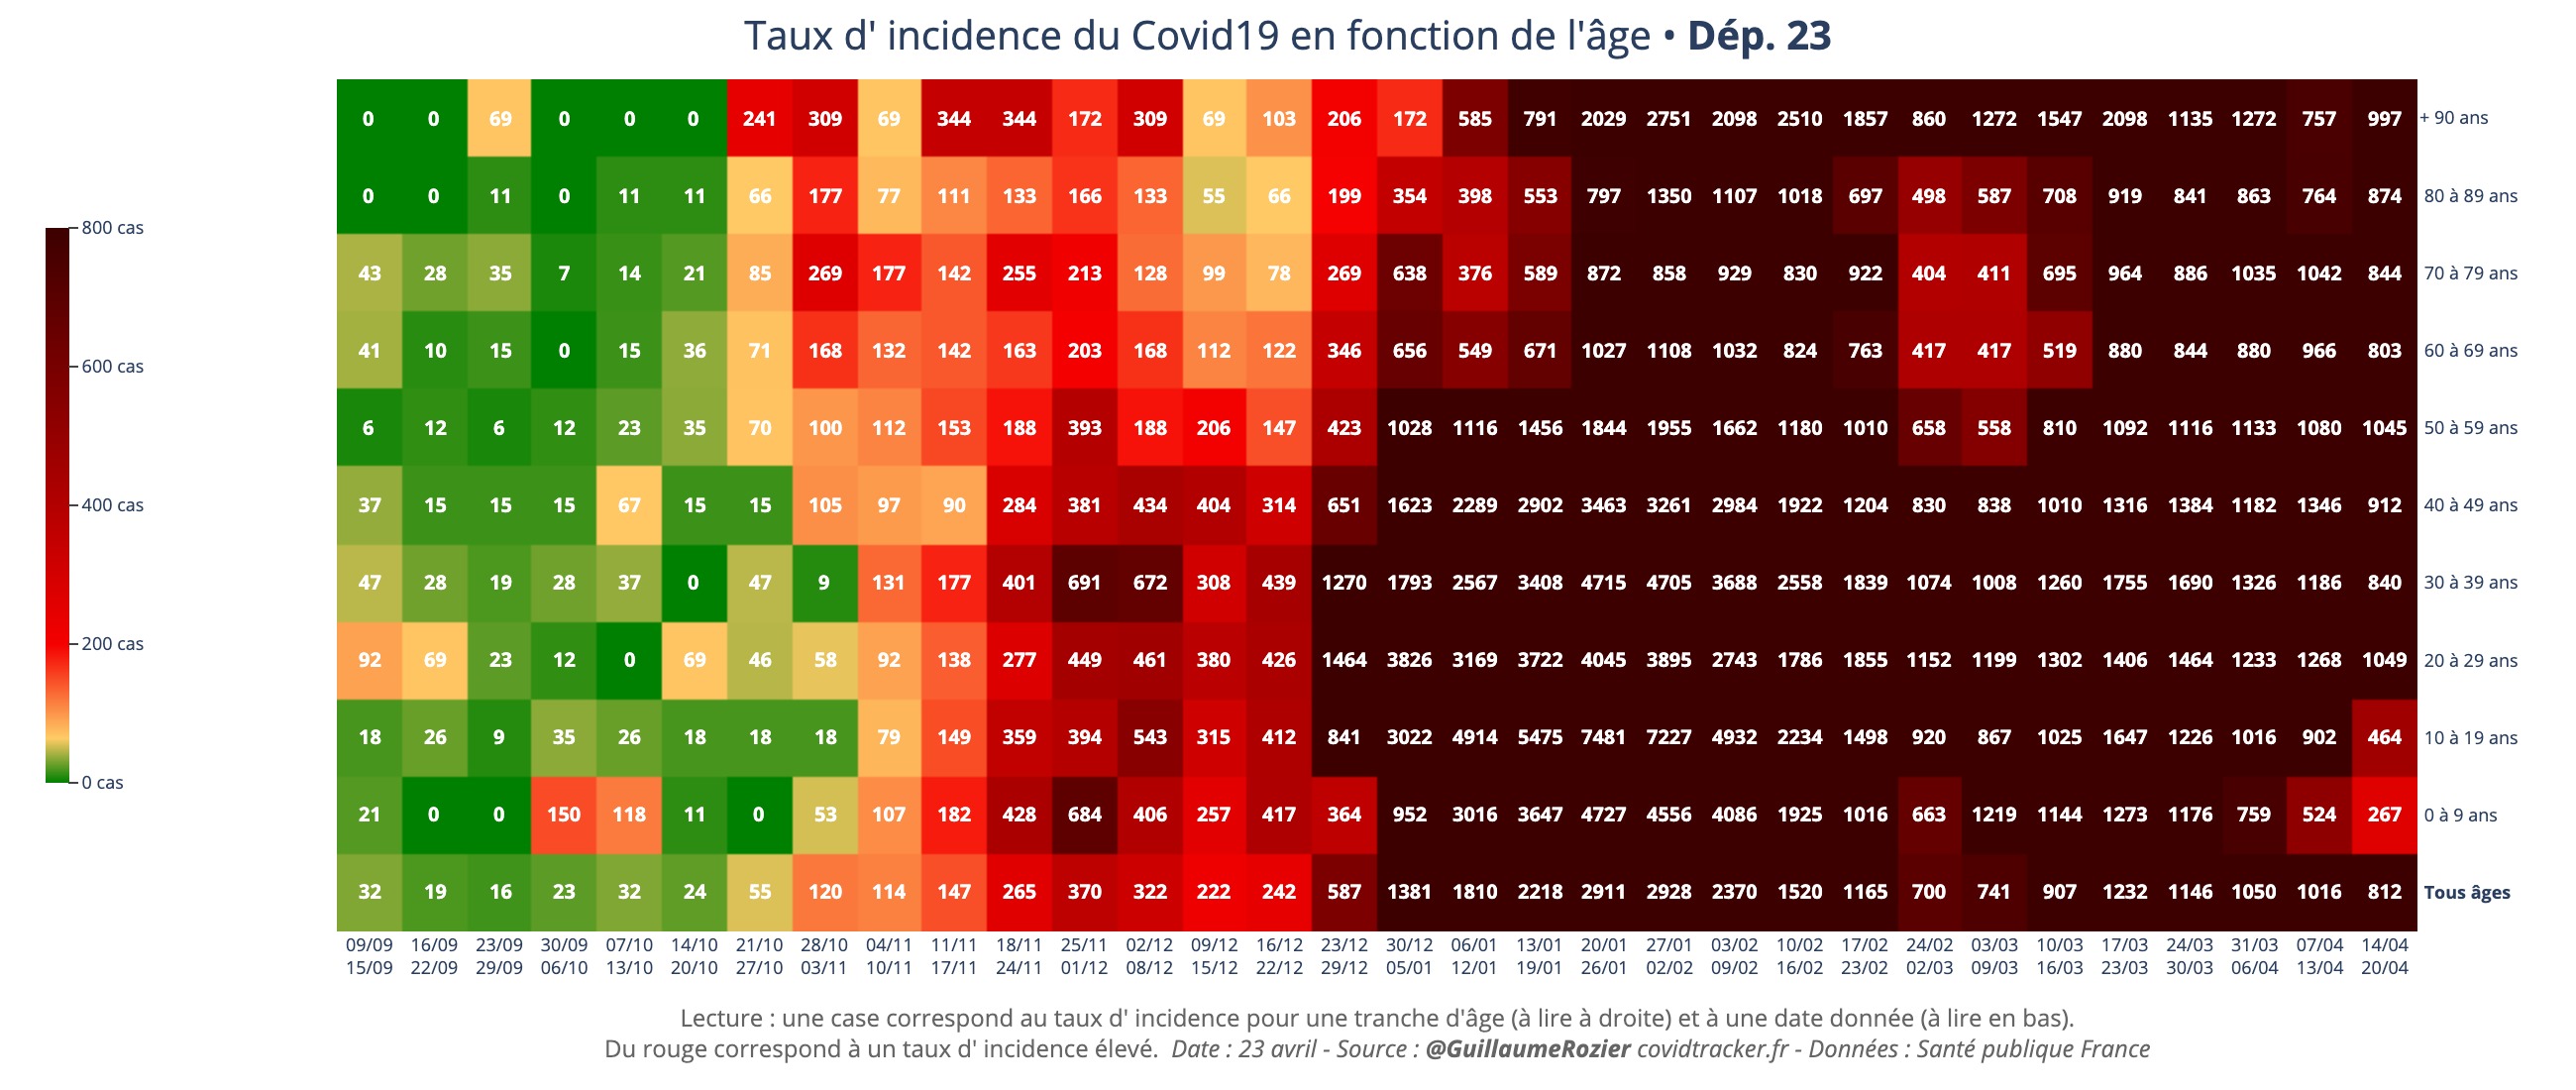 Taux d' incidence du Covid19 en fonction de l'âge • Dép. 23
800 cas
600 cas
400 cas
200 cas
0 cas
0 0 69 0 0 0 241 309 69 344 344 172 309 69 103 206 172 585 791 2029 2751 2098 2510 1857 860 1272 1547 2098 1135 1272 757 997 + 90 ans
0 0 11 0 11 11 66 177 77 111 133 166 133 55 66 199 354 398 553 797 1350 1107 1018 697 498 587 708 919 841 863 764 874 80 à 89 ans
43 28 35 7 14 21 85 269 177 142 255 213 128 99 78 269 638 376 589 872 858 929 830 922 404 411 695 964 886 1035 1042 844 70 à 79 ans
41 10 15 0 15 36 71 168 132 142 163 203 168 112 122 346 656 549 671 1027 1108 1032 824 763 417 417 519 880 844 880 966 803 60 à 69 ans
6 12 6 12 23 35 70 100 112 153 188 393 188 206 147 423 1028 1116 1456 1844 1955 1662 1180 1010 658 558 810 1092 1116 1133 1080 1045 50 à 59 ans
37 15 15 15 67 15 15 105 97 90 284 381 434 404 314 651 1623 2289 2902 3463 3261 2984 1922 1204 830 838 1010 1316 1384 1182 1346 912 40 à 49 ans
47 28 19 28 37 0 47 9 131 177 401 691 672 308 439 1270 1793 2567 3408 4715 4705 3688 2558 1839 1074 1008 1260 1755 1690 1326 1186 840 30 à 39 ans
92 69 23 12 0 69 46 58 92 138 277 449 461 380 426 1464 3826 3169 3722 4045 3895 2743 1786 1855 1152 1199 1302 1406 1464 1233 1268 1049 20 à 29 ans
18 26 9 35 26 18 18 18 79 149 359 394 543 315 412 841 3022 4914 5475 7481 7227 4932 2234 1498 920 867 1025 1647 1226 1016 902 464 10 à 19 ans
21 0 0 150 118 11 0 53 107 182 428 684 406 257 417 364 952 3016 3647 4727 4556 4086 1925 1016 663 1219 1144 1273 1176 759 524 267 0 à 9 ans
32 19 16 23 32 24 55 120 114 147 265 370 322 222 242 587 1381 1810 2218 2911 2928 2370 1520 1165 700 741 907 1232 1146 1050 1016 812 Tous âges
09/09 16/09 23/09 30/09 07/10 14/10 21/10 28/10 04/11 11/11 18/11 25/11 02/12 09/12 16/12 23/12 30/12 06/01 13/01 20/01 27/01 03/02 10/02 17/02 24/02 03/03 10/03 17/03 24/03 31/03 07/04 14/04
15/09 22/09 29/09 06/10 13/10 20/10 27/10 03/11 10/11 17/11 24/11 01/12 08/12 15/12 22/12 29/12 05/01 12/01 19/01 26/01 02/02 09/02 16/02 23/02 02/03 09/03 16/03 23/03 30/03 06/04 13/04 20/04
Lecture : une case correspond au taux d' incidence pour une tranche d'âge (à lire à droite) et à une date donnée (à lire en bas).
Du rouge correspond à un taux d' incidence élevé. Date : 23 avril - Source : @GuillaumeRozier covidtracker.fr - Données : Santé publique France